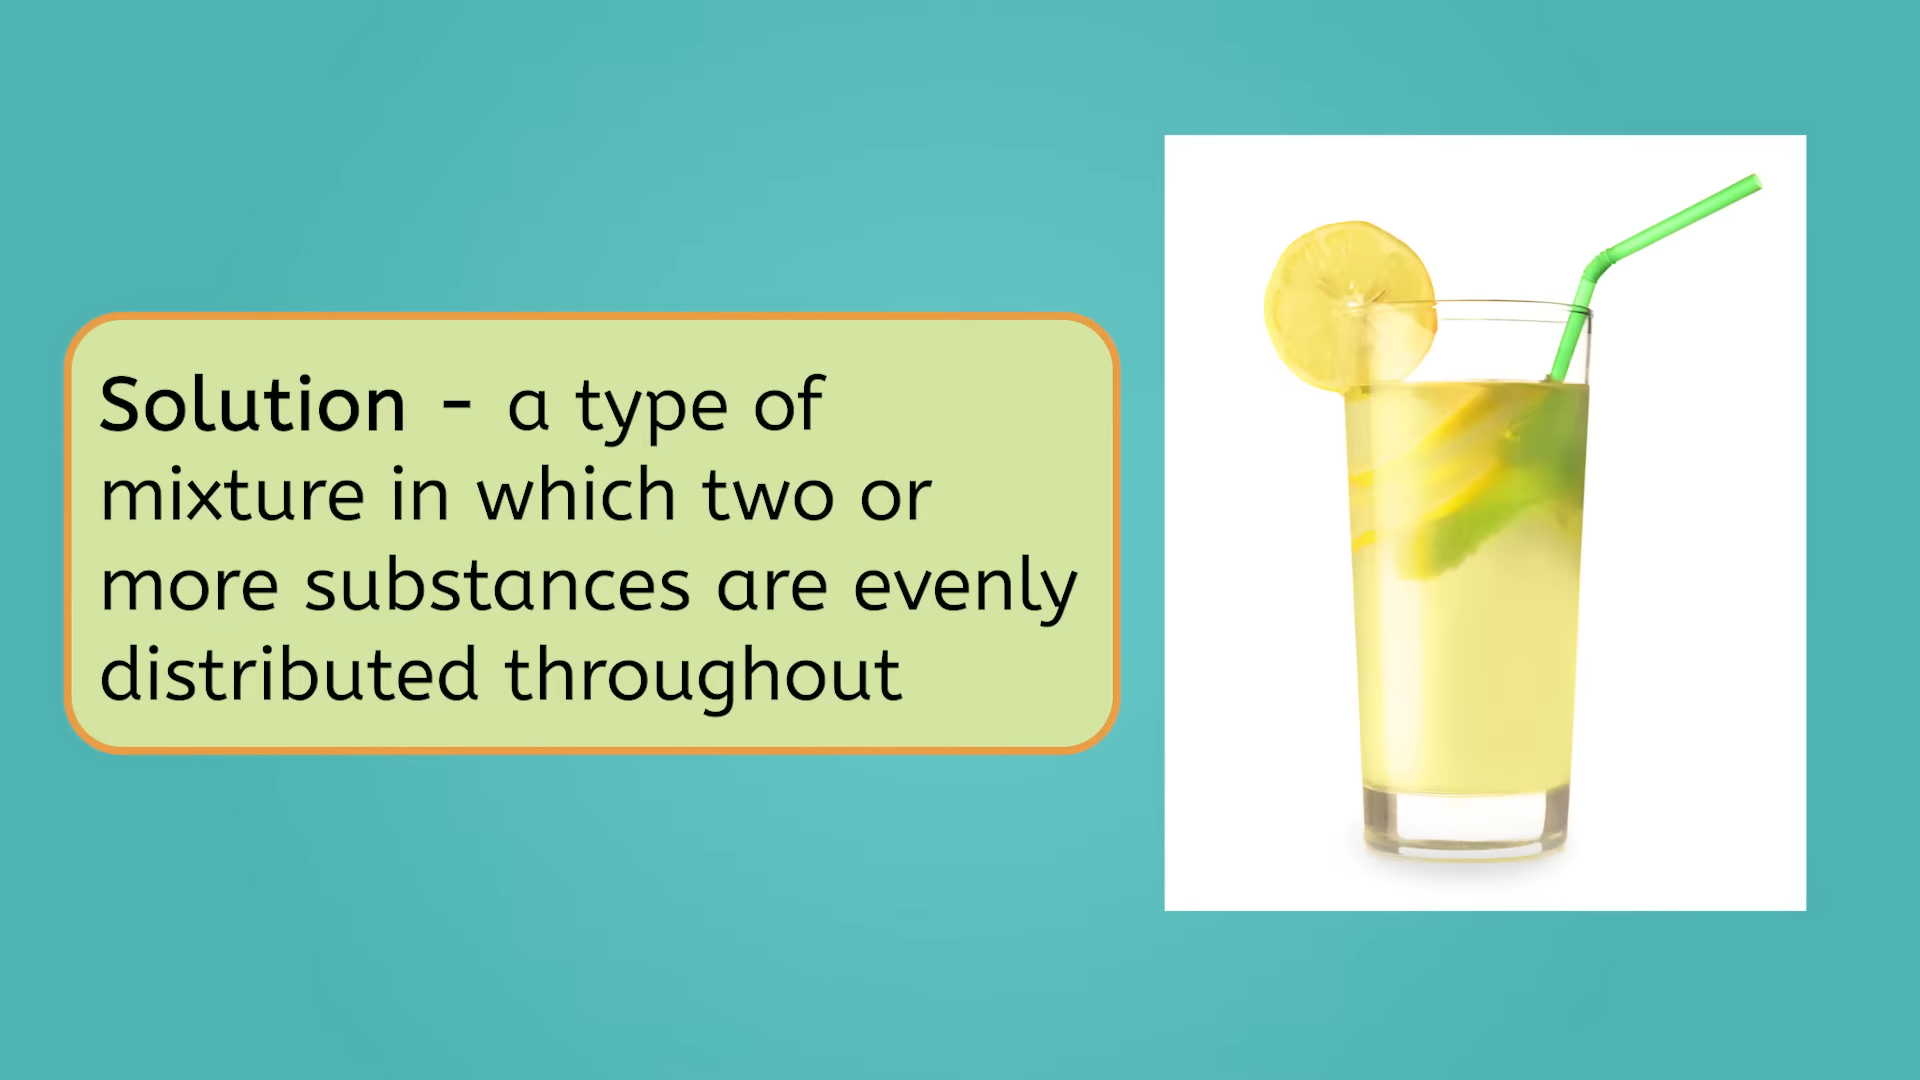 Solution - a type of
mixture in which two or
more substances are evenly
distributed throughout